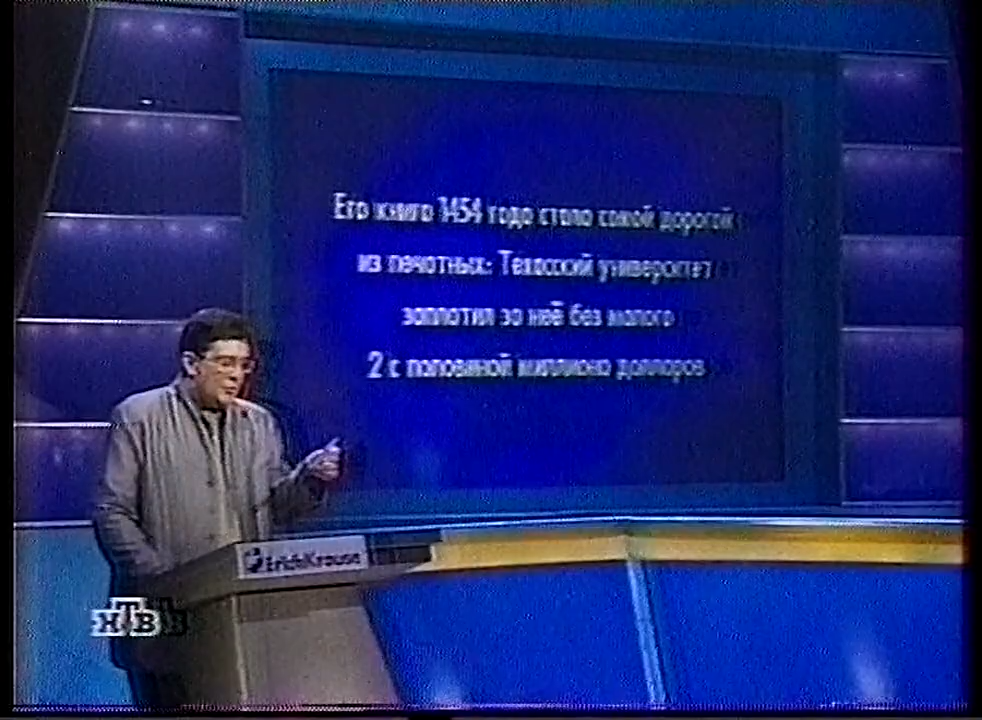 Его книга 1454 года стала самой дорогой
из печатных: Техасский университет
заплатил за неё без малого
2 с половиной миллиона долларов
ErichKrause
НТВ